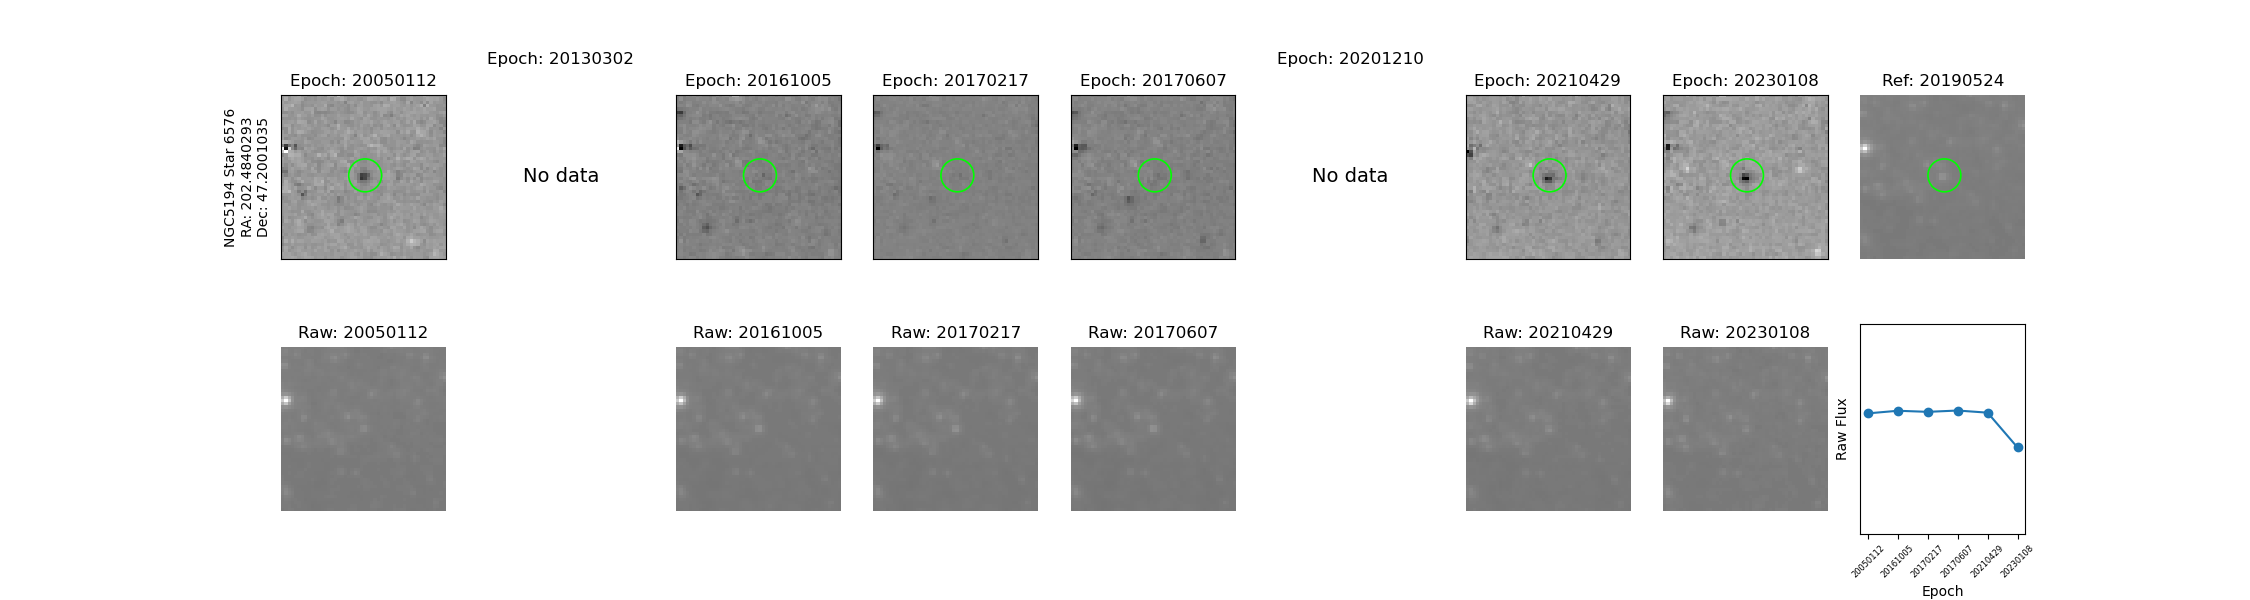 Epoch: 20050112
Epoch: 20130302
Epoch: 20161005
Epoch: 20170217
Epoch: 20170607
Epoch: 20201210
Epoch: 20210429
Epoch: 20230108
Ref: 20190524
NGC5194 Star 6576
RA: 202.4840293
Dec: 47.2001035
No data
No data
Raw: 20050112
Raw: 20161005
Raw: 20170217
Raw: 20170607
Raw: 20210429
Raw: 20230108
Raw Flux
20050112
20161005
20170217
20170607
20210429
20230108
Epoch